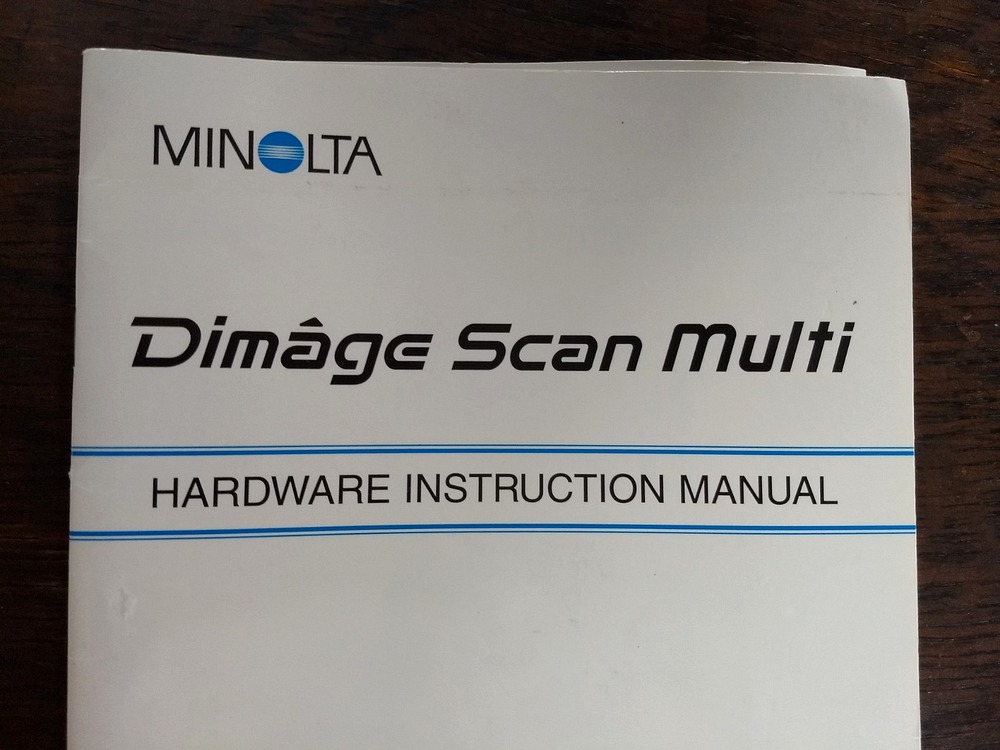 MINOLTA
Dimâge Scan Multi
HARDWARE INSTRUCTION MANUAL